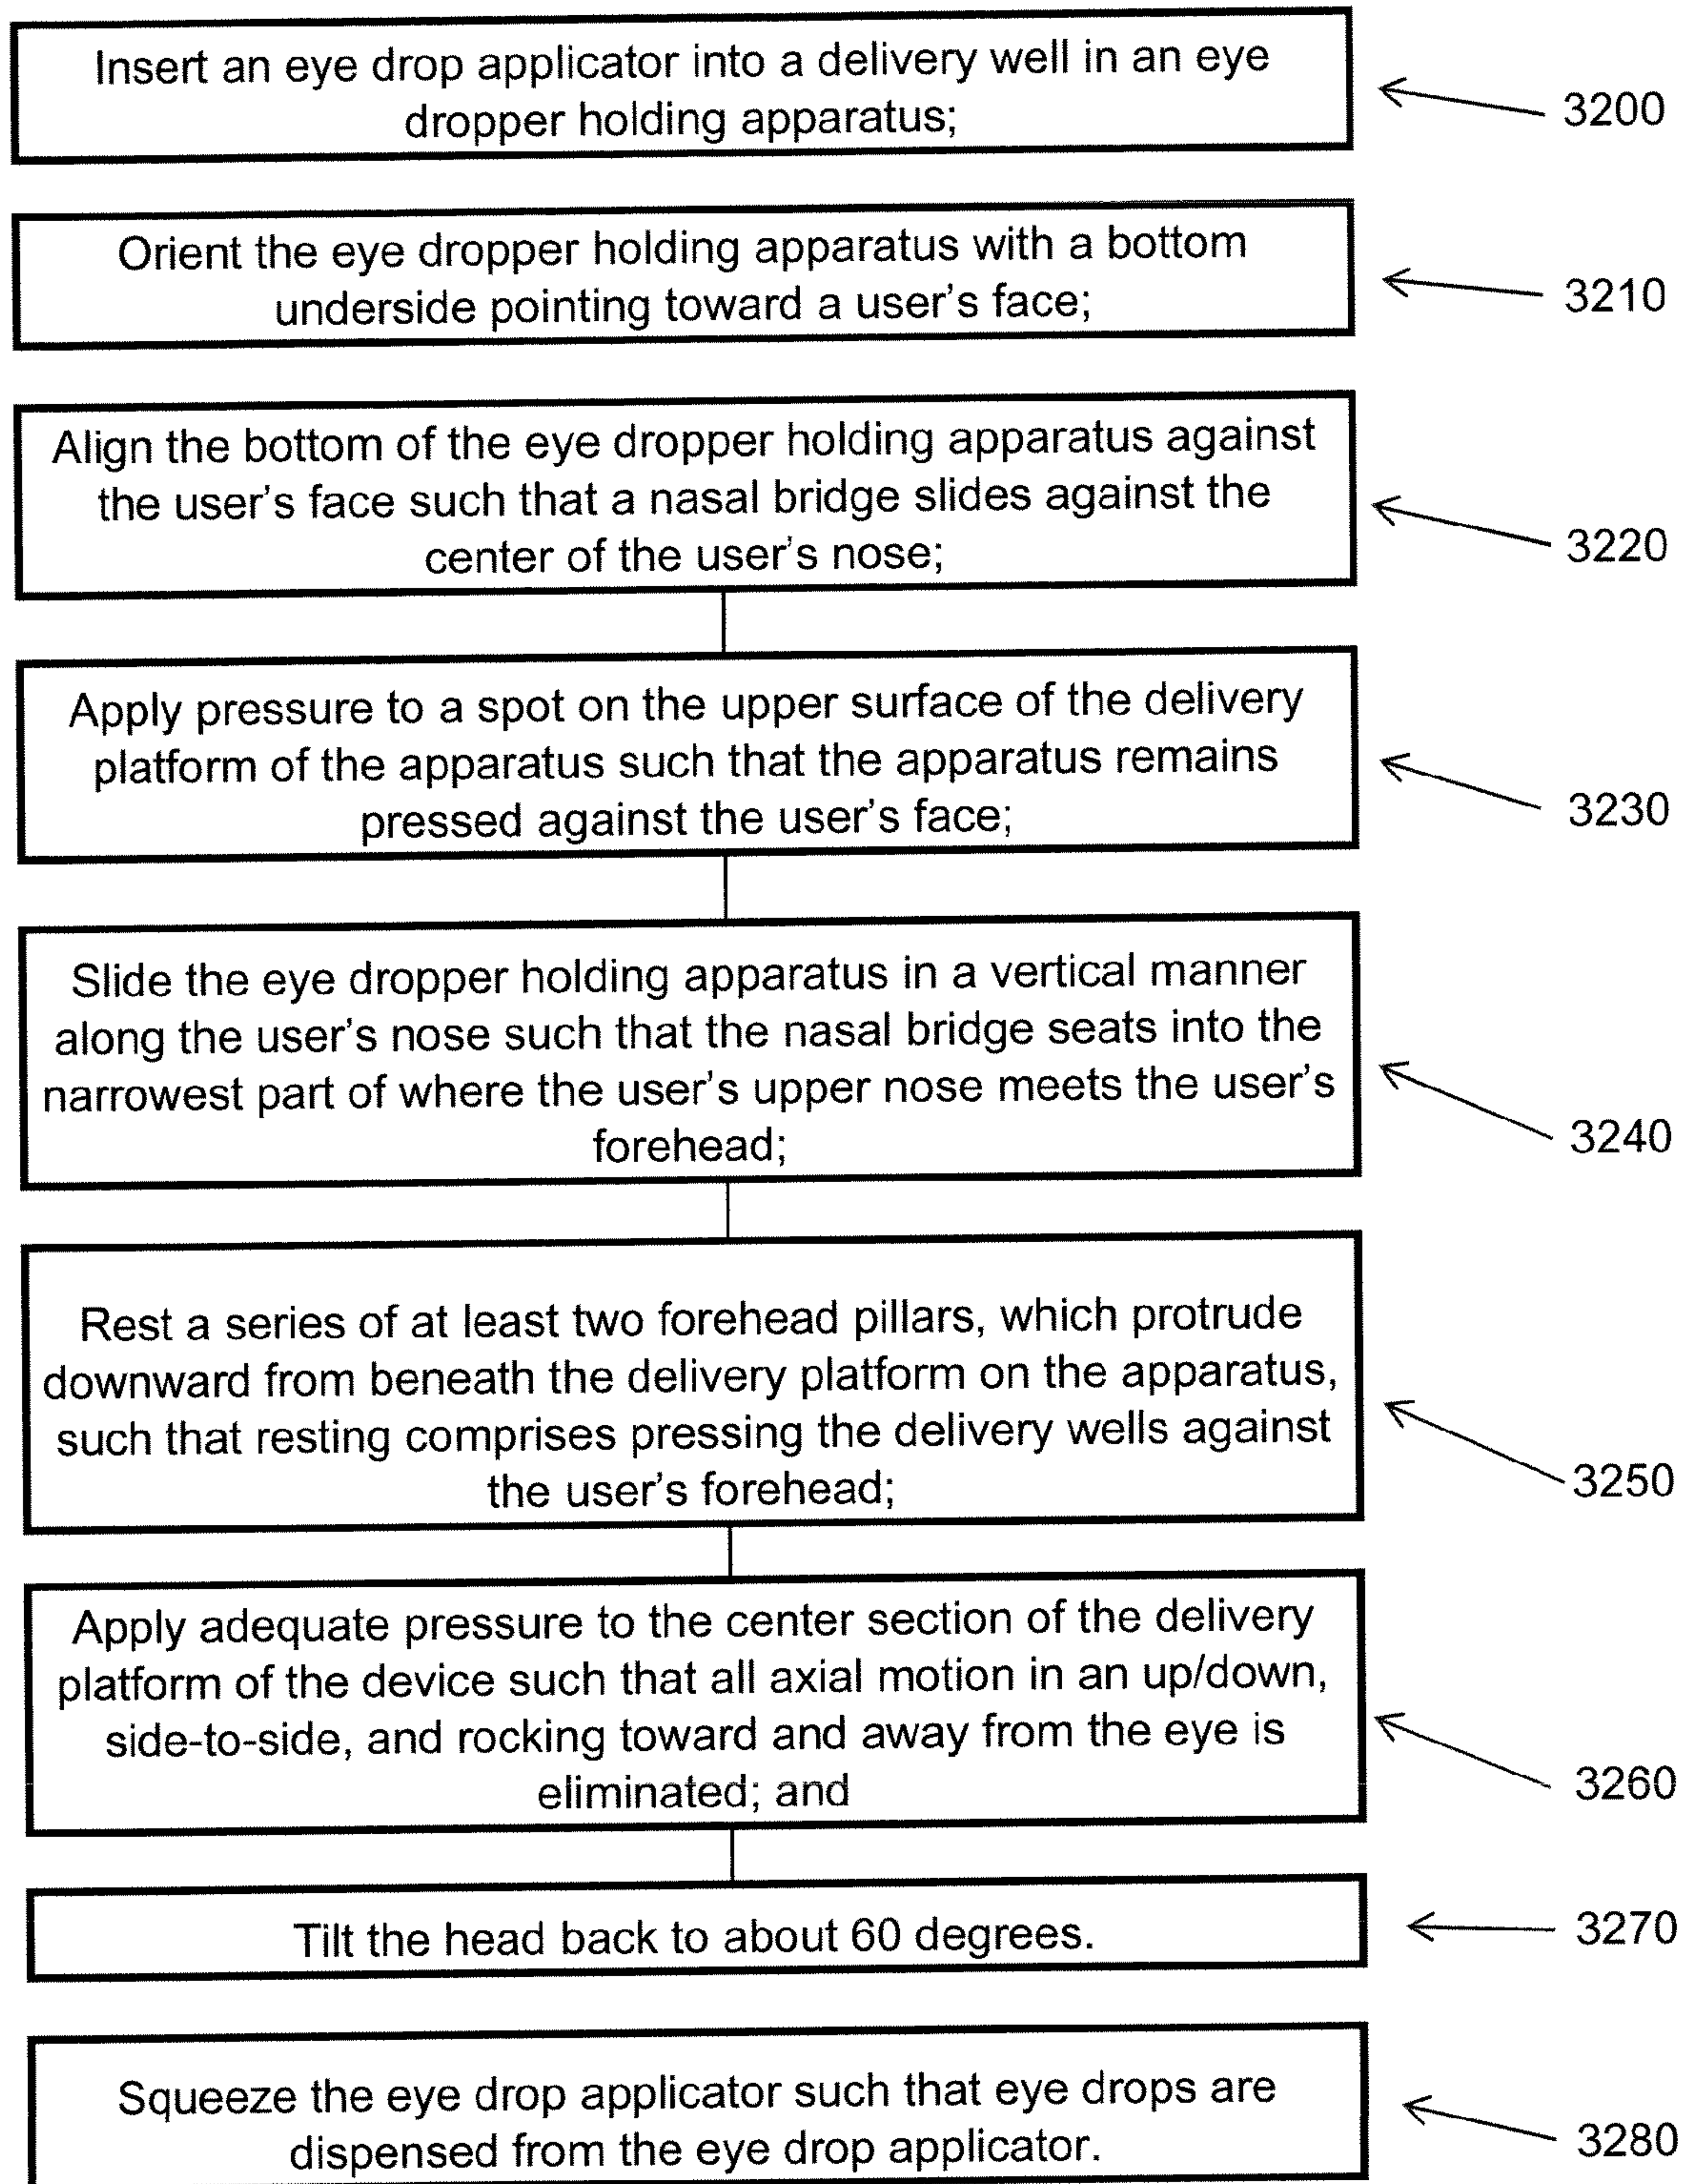 Insert an eye drop applicator into a delivery well in an eye
dropper holding apparatus;
3200
Orient the eye dropper holding apparatus with a bottom
underside pointing toward a user's face;
3210
Align the bottom of the eye dropper holding apparatus against
the user's face such that a nasal bridge slides against the
center of the user's nose;
3220
Apply pressure to a spot on the upper surface of the delivery
platform of the apparatus such that the apparatus remains
pressed against the user's face;
3230
Slide the eye dropper holding apparatus in a vertical manner
along the user's nose such that the nasal bridge seats into the
narrowest part of where the user's upper nose meets the user's
forehead;
3240
Rest a series of at least two forehead pillars, which protrude
downward from beneath the delivery platform on the apparatus,
such that resting comprises pressing the delivery wells against
the user's forehead;
3250
Apply adequate pressure to the center section of the delivery
platform of the device such that all axial motion in an up/down,
side-to-side, and rocking toward and away from the eye is
eliminated; and
3260
Tilt the head back to about 60 degrees.
3270
Squeeze the eye drop applicator such that eye drops are
dispensed from the eye drop applicator.
3280